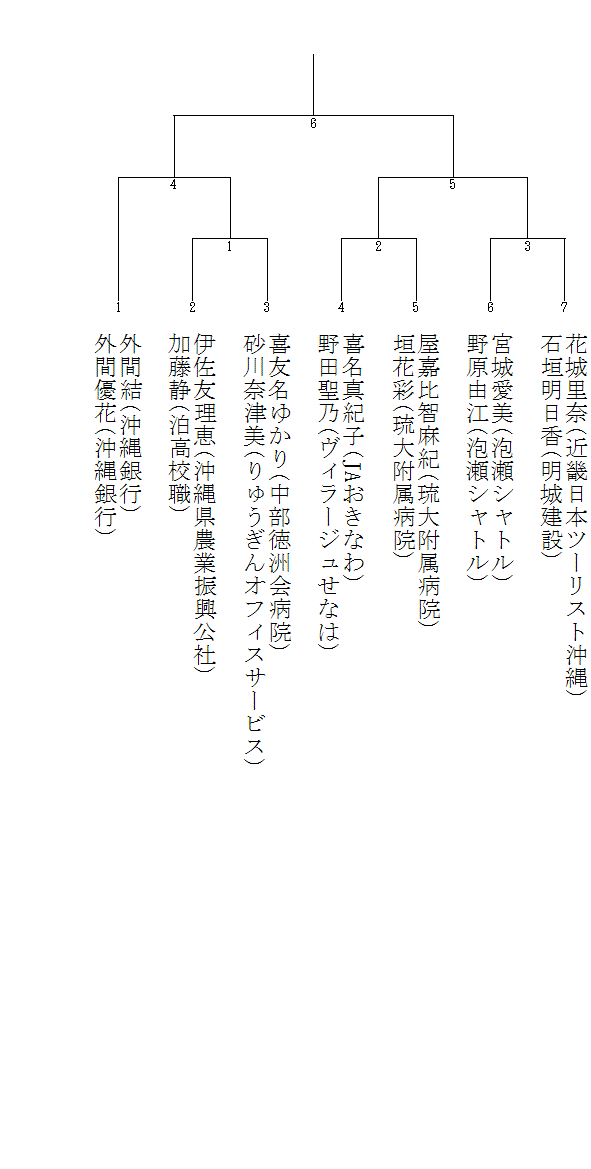 6
4
5
1
2
3
1
2
3
4
5
6
7
外間結(沖縄銀行)
外間優花(沖縄銀行)
伊佐友理恵(沖縄県農業振興公社)
加藤静(泊高校職)
喜友名ゆかり(中部徳洲会病院)
砂川奈津美(りゅうぎんオフィスサービス)
喜名真紀子(JAおきなわ)
野田聖乃(ヴィラージュせなは)
屋嘉比智麻紀(琉大附属病院)
垣花彩(琉大附属病院)
宮城愛美(泡瀬シャトル)
野原由江(泡瀬シャトル)
花城里奈(近畿日本ツーリスト沖縄)
石垣明日香(明城建設)